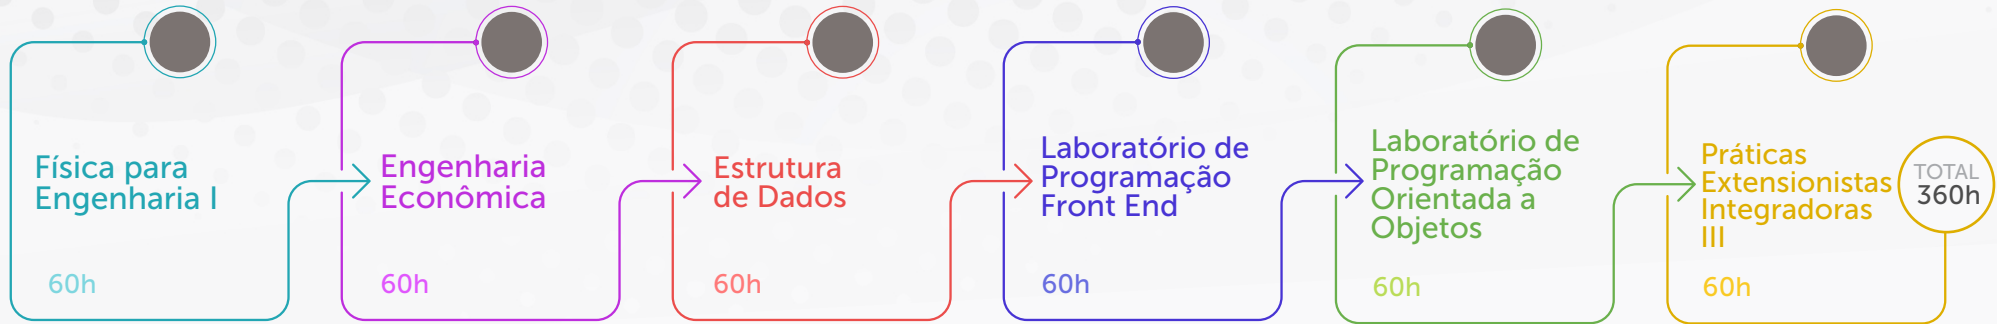 Física para
Engenharia I
60h
Engenharia
Econômica
60h
Estrutura
de Dados
60h
Laboratório de
Programação
Front End
60h
Laboratório de
Programação
Orientada a
Objetos
60h
Práticas
Extensionistas
Integradoras
III
60h
TOTAL
360h